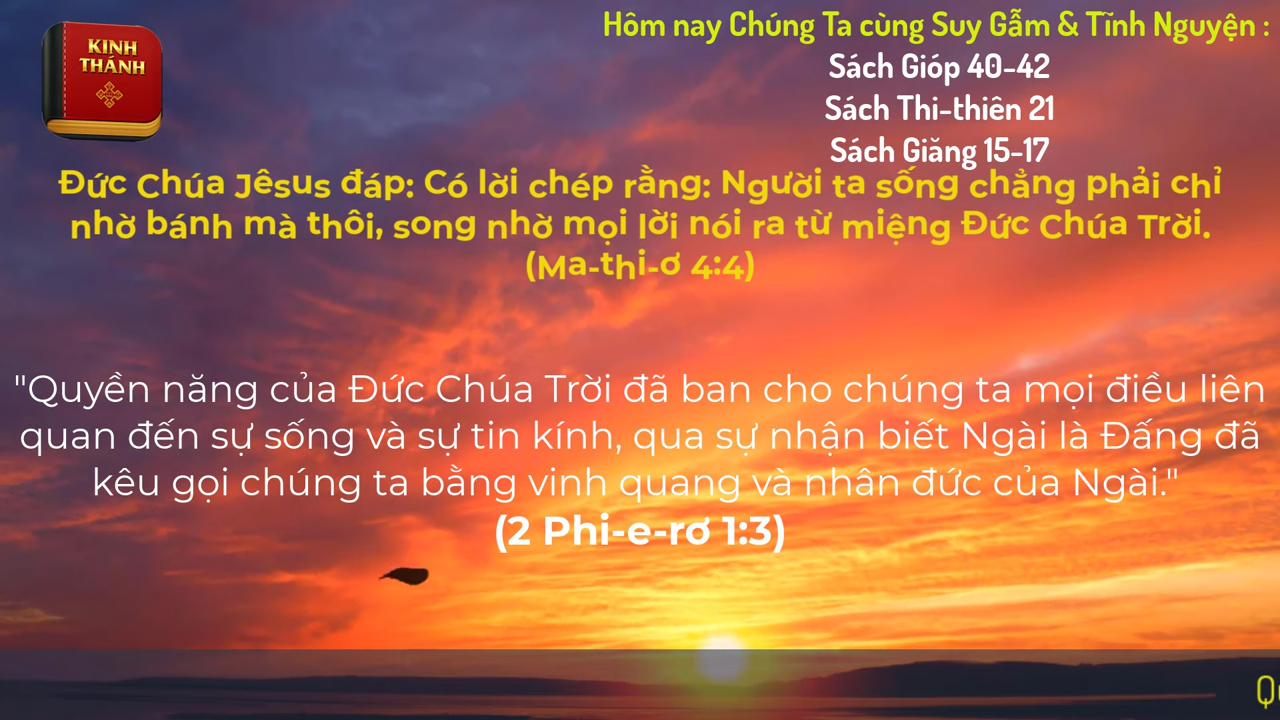 KINH
THÁNH
Hôm nay Chúng Ta cùng Suy Gẫm & Tĩnh Nguyện :
Sách Gióp 40-42
Sách Thi-thiên 21
Sách Giăng 15-17
Đức Chúa Jêsus đáp: Có lời chép rằng: Người ta sống chẳng phải chỉ
nhờ bánh mà thôi, song nhờ mọi lời nói ra từ miệng Đức Chúa Trời.
(Ma-thi-ơ 4:4)
"Quyền năng của Đức Chúa Trời đã ban cho chúng ta mọi điều liên
quan đến sự sống và sự tin kính, qua sự nhận biết Ngài là Đấng đã
kêu gọi chúng ta bằng vinh quang và nhân đức của Ngài."
(2 Phi-e-rơ 1:3)